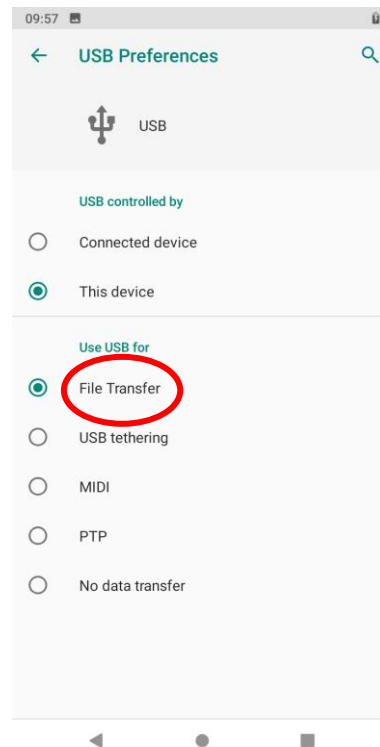 09:57
USB Preferences
USB
USB controlled by
Connected device
This device
Use USB for
File Transfer
USB tethering
MIDI
PTP
No data transfer